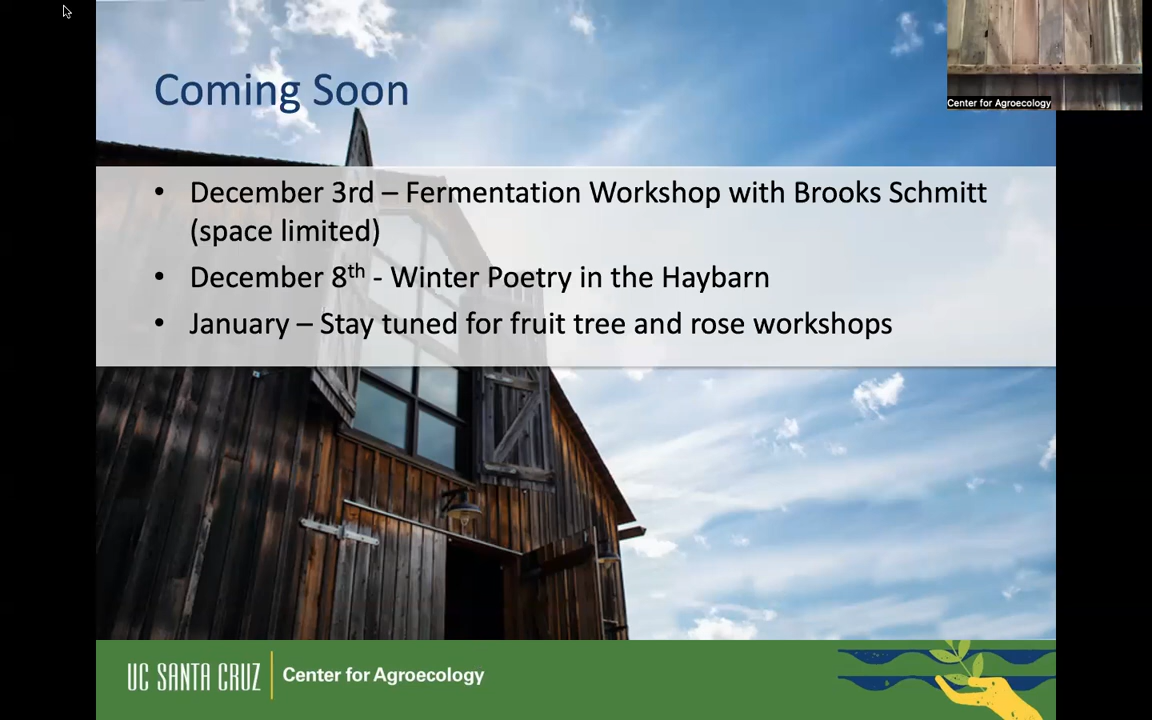 Coming Soon
Center for Agroecology
• December 3rd – Fermentation Workshop with Brooks Schmitt
(space limited)
• December 8th - Winter Poetry in the Haybarn
• January – Stay tuned for fruit tree and rose workshops
UC SANTA CRUZ | Center for Agroecology